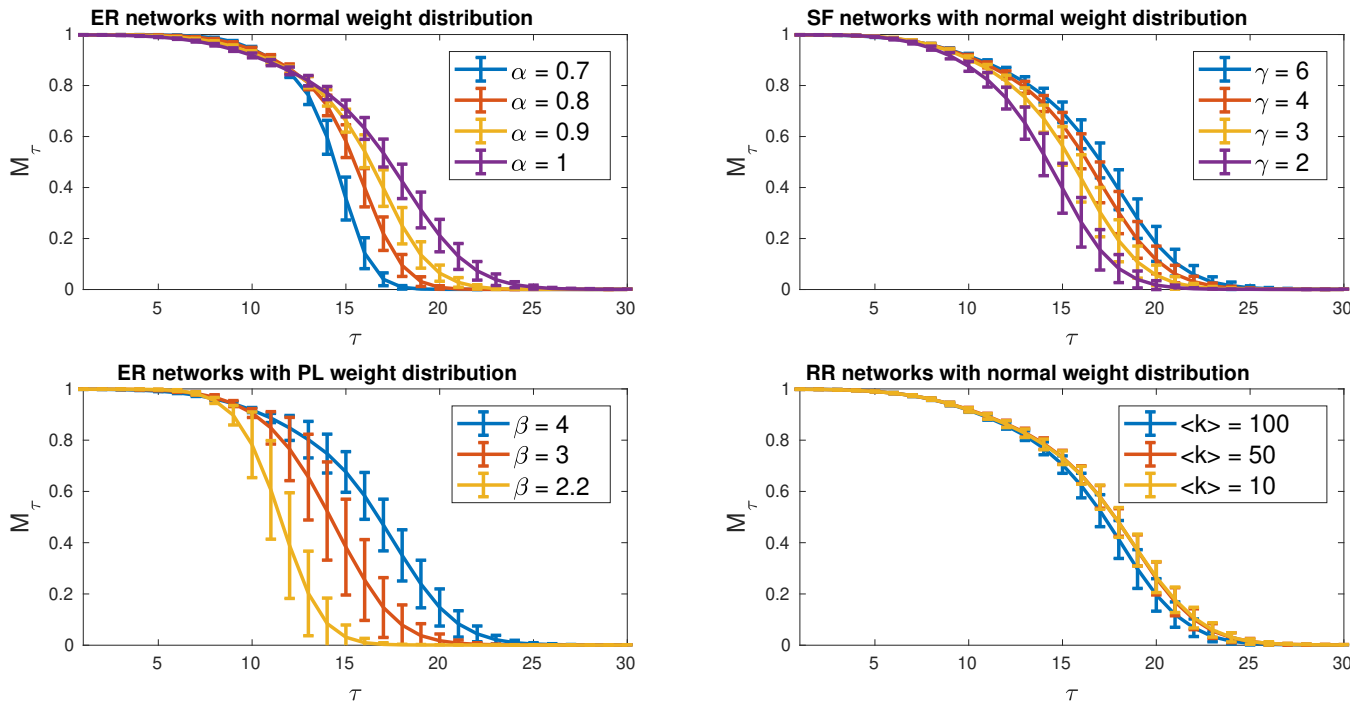 ER networks with normal weight distribution
1
0.8
0.6
0.4
0.2
0
M_τ
5 10 15 20 25 30
τ
α = 0.7
α = 0.8
α = 0.9
α = 1
SF networks with normal weight distribution
1
0.8
0.6
0.4
0.2
0
M_τ
5 10 15 20 25 30
τ
γ = 6
γ = 4
γ = 3
γ = 2
ER networks with PL weight distribution
1
0.8
0.6
0.4
0.2
0
M_τ
5 10 15 20 25 30
τ
β = 4
β = 3
β = 2.2
RR networks with normal weight distribution
1
0.8
0.6
0.4
0.2
0
M_τ
5 10 15 20 25 30
τ
<k> = 100
<k> = 50
<k> = 10